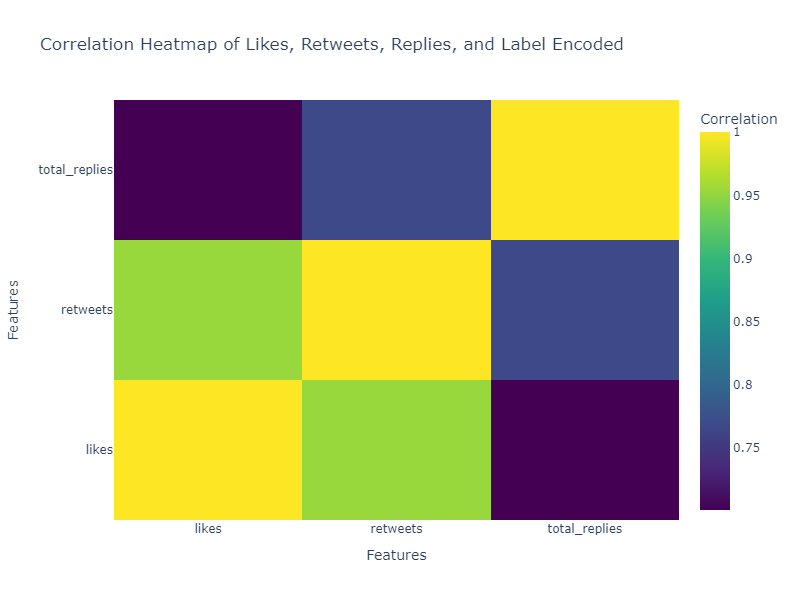 Correlation Heatmap of Likes, Retweets, Replies, and Label Encoded
Correlation
1
0.95
0.9
0.85
0.8
0.75
total_replies
retweets
likes
Features
likes retweets total_replies
Features